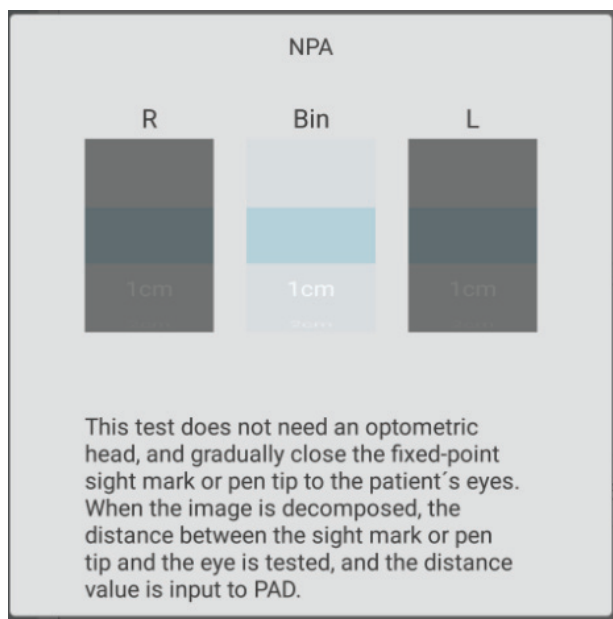 NPA
R Bin L
1cm 1cm 1cm
This test does not need an optometric
head, and gradually close the fixed-point
sight mark or pen tip to the patient´s eyes.
When the image is decomposed, the
distance between the sight mark or pen
tip and the eye is tested, and the distance
value is input to PAD.